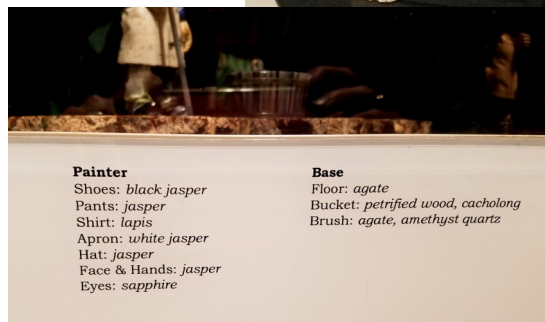 Painter
Shoes: black jasper
Pants: jasper
Shirt: lapis
Apron: white jasper
Hat: jasper
Face & Hands: jasper
Eyes: sapphire
Base
Floor: agate
Bucket: petrified wood, cacholong
Brush: agate, amethyst quartz